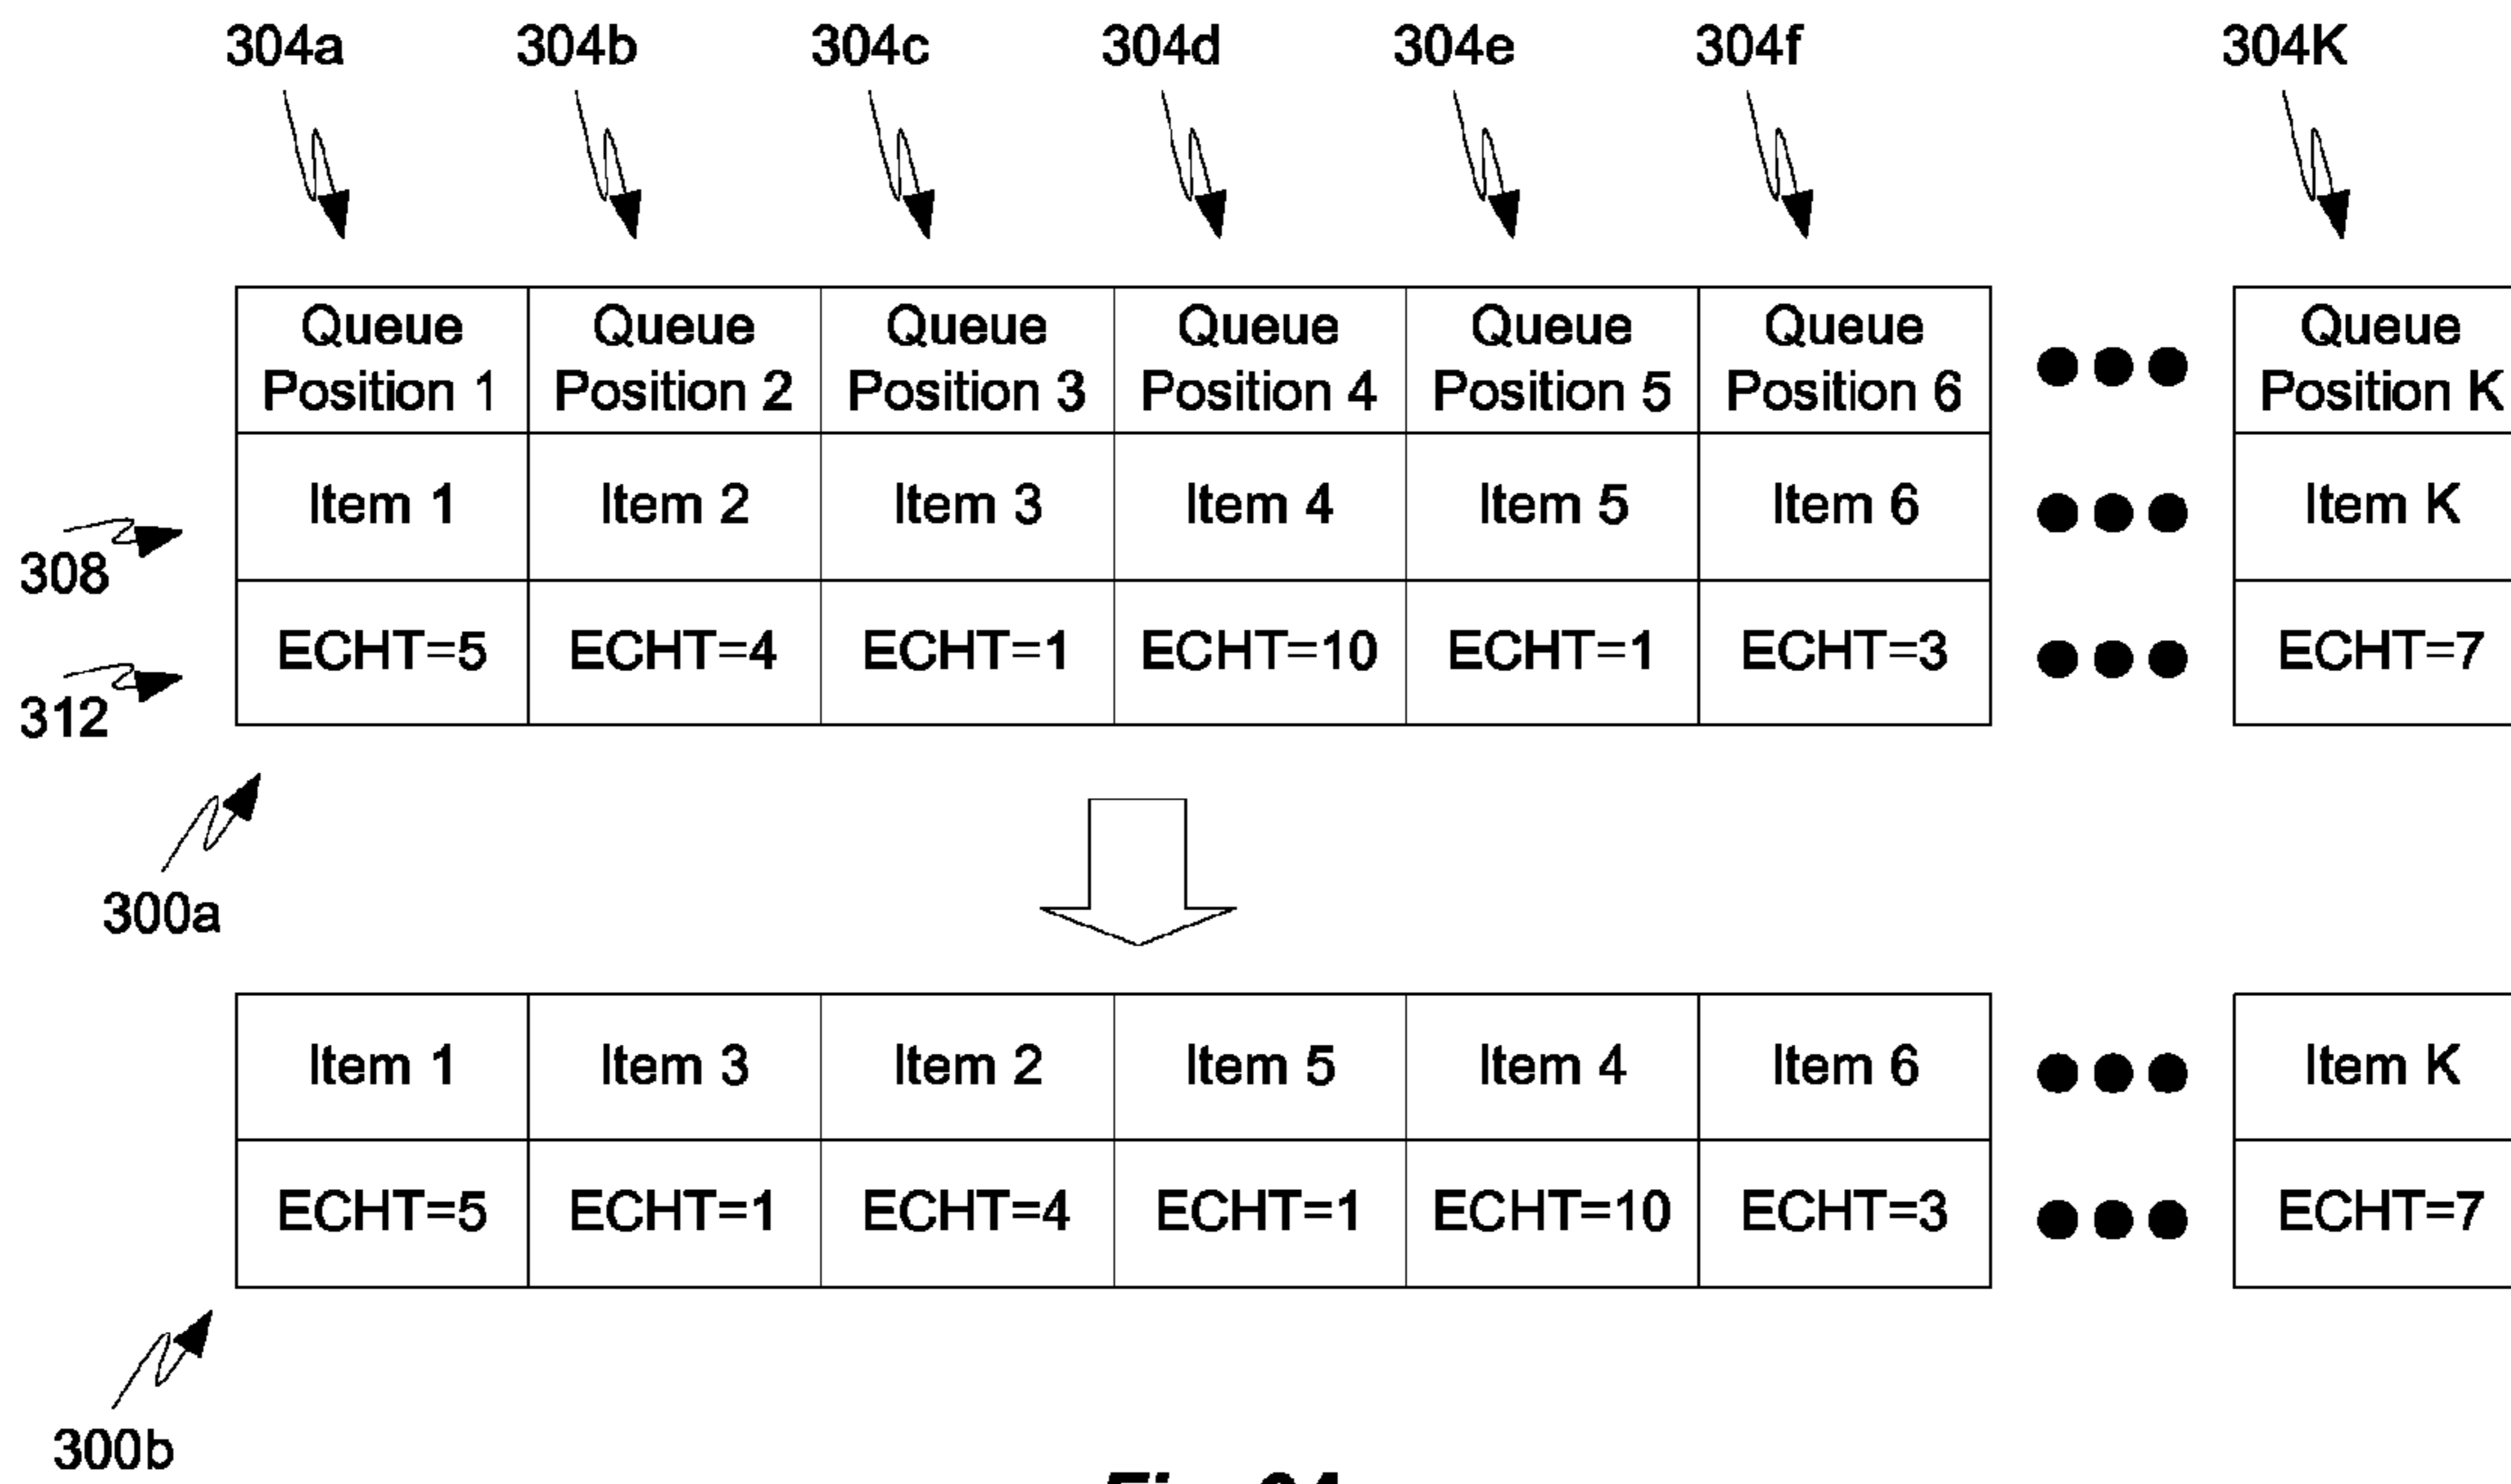 304a 304b 304c 304d 304e 304f 304K
Queue Position 1 Queue Position 2 Queue Position 3 Queue Position 4 Queue Position 5 Queue Position 6 Queue Position K
Item 1 Item 2 Item 3 Item 4 Item 5 Item 6 Item K
308
ECHT=5 ECHT=4 ECHT=1 ECHT=10 ECHT=1 ECHT=3 ECHT=7
312
300a
Item 1 Item 3 Item 2 Item 5 Item 4 Item 6 Item K
ECHT=5 ECHT=1 ECHT=4 ECHT=1 ECHT=10 ECHT=3 ECHT=7
300b